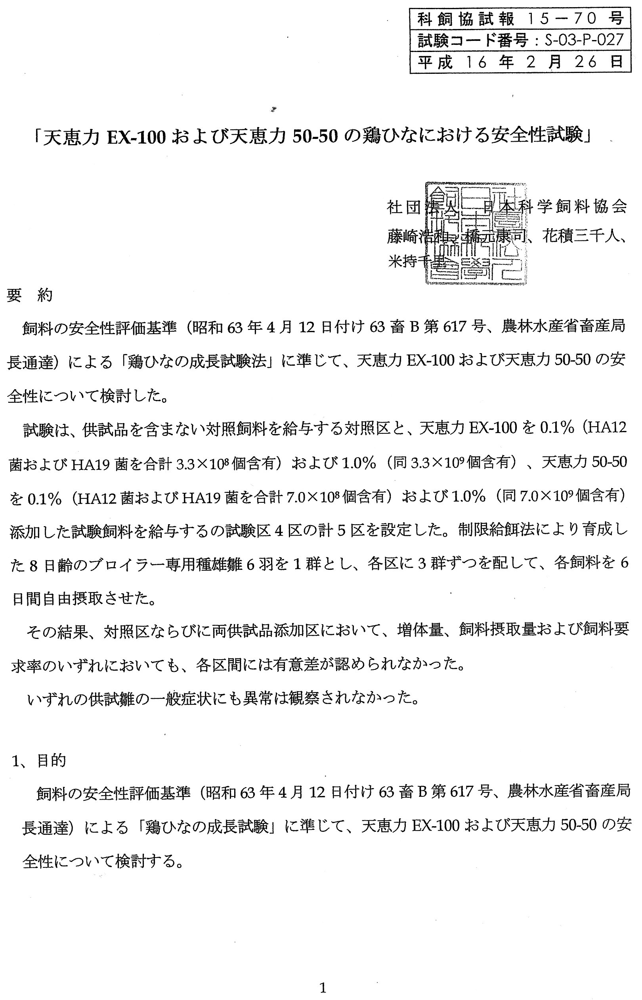 科飼協試報 15－70 号
試験コード番号：S-03-P-027
平成 16 年 2 月 26 日
「天恵力 EX-100 および天恵力 50-50 の鶏ひなにおける安全性試験」
社団法人 日本科学飼料協会
藤崎浩和、橋元康司、花積三千人、
米持千里
要　約
飼料の安全性評価基準（昭和 63 年 4 月 12 日付け 63 畜 B 第 617 号、農林水産省畜産局
長通達）による「鶏ひなの成長試験法」に準じて、天恵力 EX-100 および天恵力 50-50 の安
全性について検討した。
試験は、供試品を含まない対照飼料を給与する対照区と、天恵力 EX-100 を 0.1%（HA12
菌および HA19 菌を合計 3.3×10⁸個含有）および 1.0%（同 3.3×10⁹個含有）、天恵力 50-50
を 0.1%（HA12 菌および HA19 菌を合計 7.0×10⁸個含有）および 1.0%（同 7.0×10⁹個含有）
添加した試験飼料を給与するの試験区 4 区の計 5 区を設定した。制限給餌法により育成し
た 8 日齢のブロイラー専用種雄雛 6 羽を 1 群とし、各区に 3 群ずつを配して、各飼料を 6
日間自由摂取させた。
その結果、対照区ならびに両供試品添加区において、増体量、飼料摂取量および飼料要
求率のいずれにおいても、各区間には有意差が認められなかった。
いずれの供試雛の一般症状にも異常は観察されなかった。
1、目的
飼料の安全性評価基準（昭和 63 年 4 月 12 日付け 63 畜 B 第 617 号、農林水産省畜産局
長通達）による「鶏ひなの成長試験」に準じて、天恵力 EX-100 および天恵力 50-50 の安
全性について検討する。
1